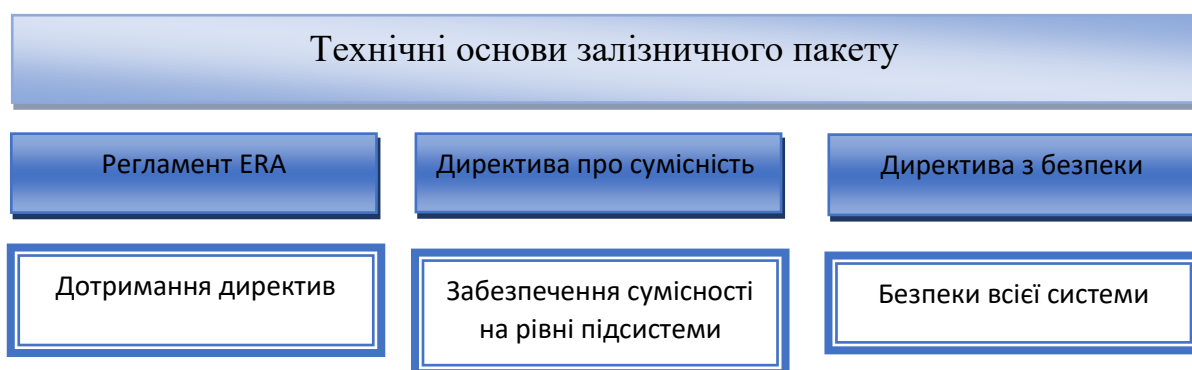 Технічні основи залізничного пакету
Регламент ERA
Директива про сумісність
Директива з безпеки
Дотримання директив
Забезпечення сумісності
на рівні підсистеми
Безпеки всієї системи